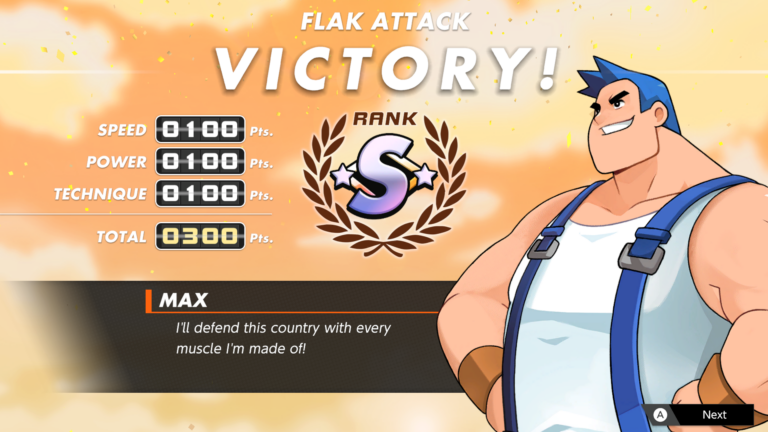 FLAK ATTACK
VICTORY!
RANK
S
SPEED 0100 Pts.
POWER 0100 Pts.
TECHNIQUE 0100 Pts.
TOTAL 0300 Pts.
MAX
I'll defend this country with every
muscle I'm made of!
A Next